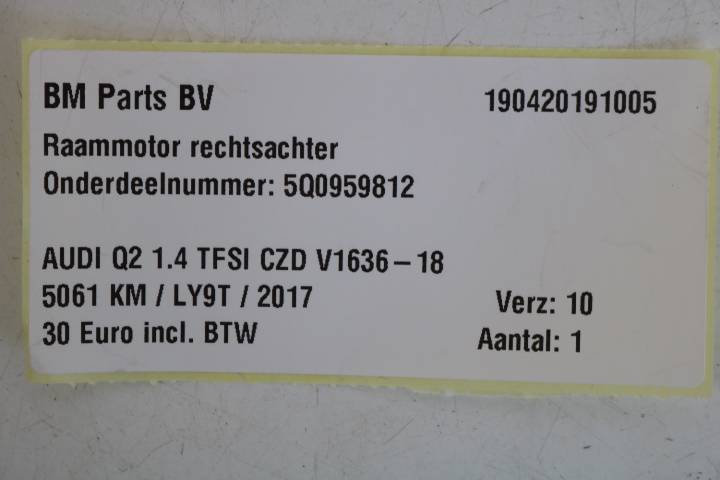 BM Parts BV 190420191005
Raammotor rechtsachter
Onderdeelnummer: 5Q0959812
AUDI Q2 1.4 TFSI CZD V1636-18
5061 KM / LY9T / 2017 Verz: 10
30 Euro incl. BTW Aantal: 1